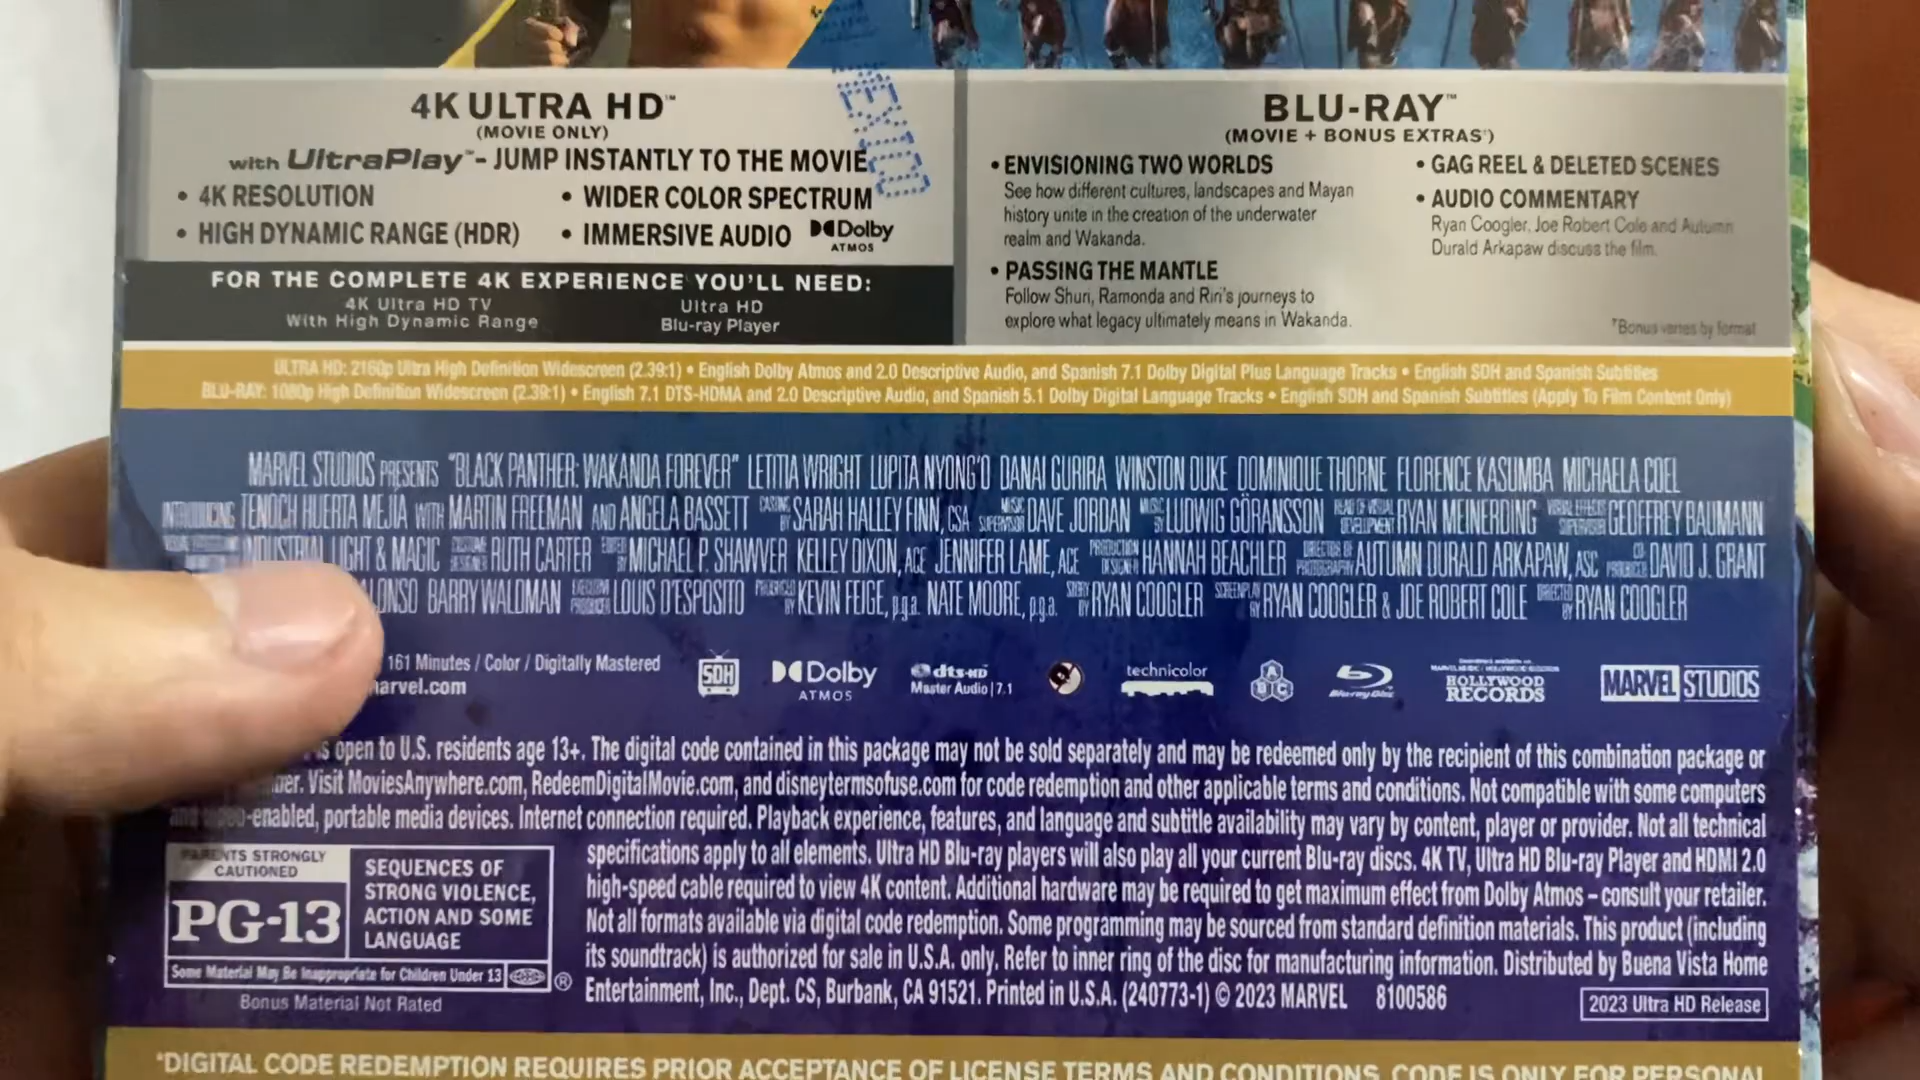 4K ULTRA HD™
(MOVIE ONLY)
with UltraPlay™ - JUMP INSTANTLY TO THE MOVIE
• 4K RESOLUTION
• WIDER COLOR SPECTRUM
• HIGH DYNAMIC RANGE (HDR)
• IMMERSIVE AUDIO Dolby ATMOS
FOR THE COMPLETE 4K EXPERIENCE YOU'LL NEED:
4K Ultra HD TV
With High Dynamic Range
Ultra HD
Blu-ray Player
BLU-RAY™
(MOVIE + BONUS EXTRAS†)
• ENVISIONING TWO WORLDS
See how different cultures, landscapes and Mayan
history unite in the creation of the underwater
realm and Wakanda.
• PASSING THE MANTLE
Follow Shuri, Ramonda and Riri's journeys to
explore what legacy ultimately means in Wakanda.
• GAG REEL & DELETED SCENES
• AUDIO COMMENTARY
Ryan Coogler, Joe Robert Cole and Autumn
Durald Arkapaw discuss the film.
†Bonus varies by format
ULTRA HD: 2160p Ultra High Definition Widescreen (2.39:1) • English Dolby Atmos and 2.0 Descriptive Audio, and Spanish 7.1 Dolby Digital Plus Language Tracks • English SDH and Spanish Subtitles
BLU-RAY: 1080p High Definition Widescreen (2.39:1) • English 7.1 DTS-HDMA and 2.0 Descriptive Audio, and Spanish 5.1 Dolby Digital Language Tracks • English SDH and Spanish Subtitles (Apply To Film Content Only)
MARVEL STUDIOS PRESENTS "BLACK PANTHER: WAKANDA FOREVER" LETITIA WRIGHT LUPITA NYONG'O DANAI GURIRA WINSTON DUKE DOMINIQUE THORNE FLORENCE KASUMBA MICHAELA COEL
INTRODUCING TENOCH HUERTA MEJÍA WITH MARTIN FREEMAN AND ANGELA BASSETT CASTING BY SARAH HALLEY FINN, CSA MUSIC SUPERVISOR DAVE JORDAN MUSIC BY LUDWIG GÖRANSSON HEAD OF VISUAL DEVELOPMENT RYAN MEINERDING VISUAL EFFECTS SUPERVISOR GEOFFREY BAUMANN
INDUSTRIAL LIGHT & MAGIC COSTUME DESIGNER RUTH CARTER EDITED BY MICHAEL P. SHAWVER KELLEY DIXON, ACE JENNIFER LAME, ACE PRODUCTION DESIGNER HANNAH BEACHLER DIRECTOR OF PHOTOGRAPHY AUTUMN DURALD ARKAPAW, ASC CO-PRODUCER DAVID J. GRANT
BARRY WALDMAN EXECUTIVE PRODUCER LOUIS D'ESPOSITO PRODUCED BY KEVIN FEIGE, p.g.a. NATE MOORE, p.g.a. STORY BY RYAN COOGLER SCREENPLAY BY RYAN COOGLER & JOE ROBERT COLE DIRECTED BY RYAN COOGLER
161 Minutes / Color / Digitally Mastered
marvel.com
SDH
Dolby ATMOS
dts-HD Master Audio | 7.1
technicolor
ABC
Blu-ray Disc
HOLLYWOOD RECORDS
MARVEL STUDIOS
is open to U.S. residents age 13+. The digital code contained in this package may not be sold separately and may be redeemed only by the recipient of this combination package or
Visit MoviesAnywhere.com, RedeemDigitalMovie.com, and disneytermsofuse.com for code redemption and other applicable terms and conditions. Not compatible with some computers
and video-enabled, portable media devices. Internet connection required. Playback experience, features, and language and subtitle availability may vary by content, player or provider. Not all technical
specifications apply to all elements. Ultra HD Blu-ray players will also play all your current Blu-ray discs. 4K TV, Ultra HD Blu-ray Player and HDMI 2.0
high-speed cable required to view 4K content. Additional hardware may be required to get maximum effect from Dolby Atmos – consult your retailer.
Not all formats available via digital code redemption. Some programming may be sourced from standard definition materials. This product (including
its soundtrack) is authorized for sale in U.S.A. only. Refer to inner ring of the disc for manufacturing information. Distributed by Buena Vista Home
Entertainment, Inc., Dept. CS, Burbank, CA 91521. Printed in U.S.A. (240773-1) © 2023 MARVEL 8100586
PARENTS STRONGLY CAUTIONED
PG-13
SEQUENCES OF
STRONG VIOLENCE,
ACTION AND SOME
LANGUAGE
Some Material May Be Inappropriate for Children Under 13 ®
Bonus Material Not Rated
2023 Ultra HD Release
*DIGITAL CODE REDEMPTION REQUIRES PRIOR ACCEPTANCE OF LICENSE TERMS AND CONDITIONS. CODE IS ONLY FOR PERSONAL